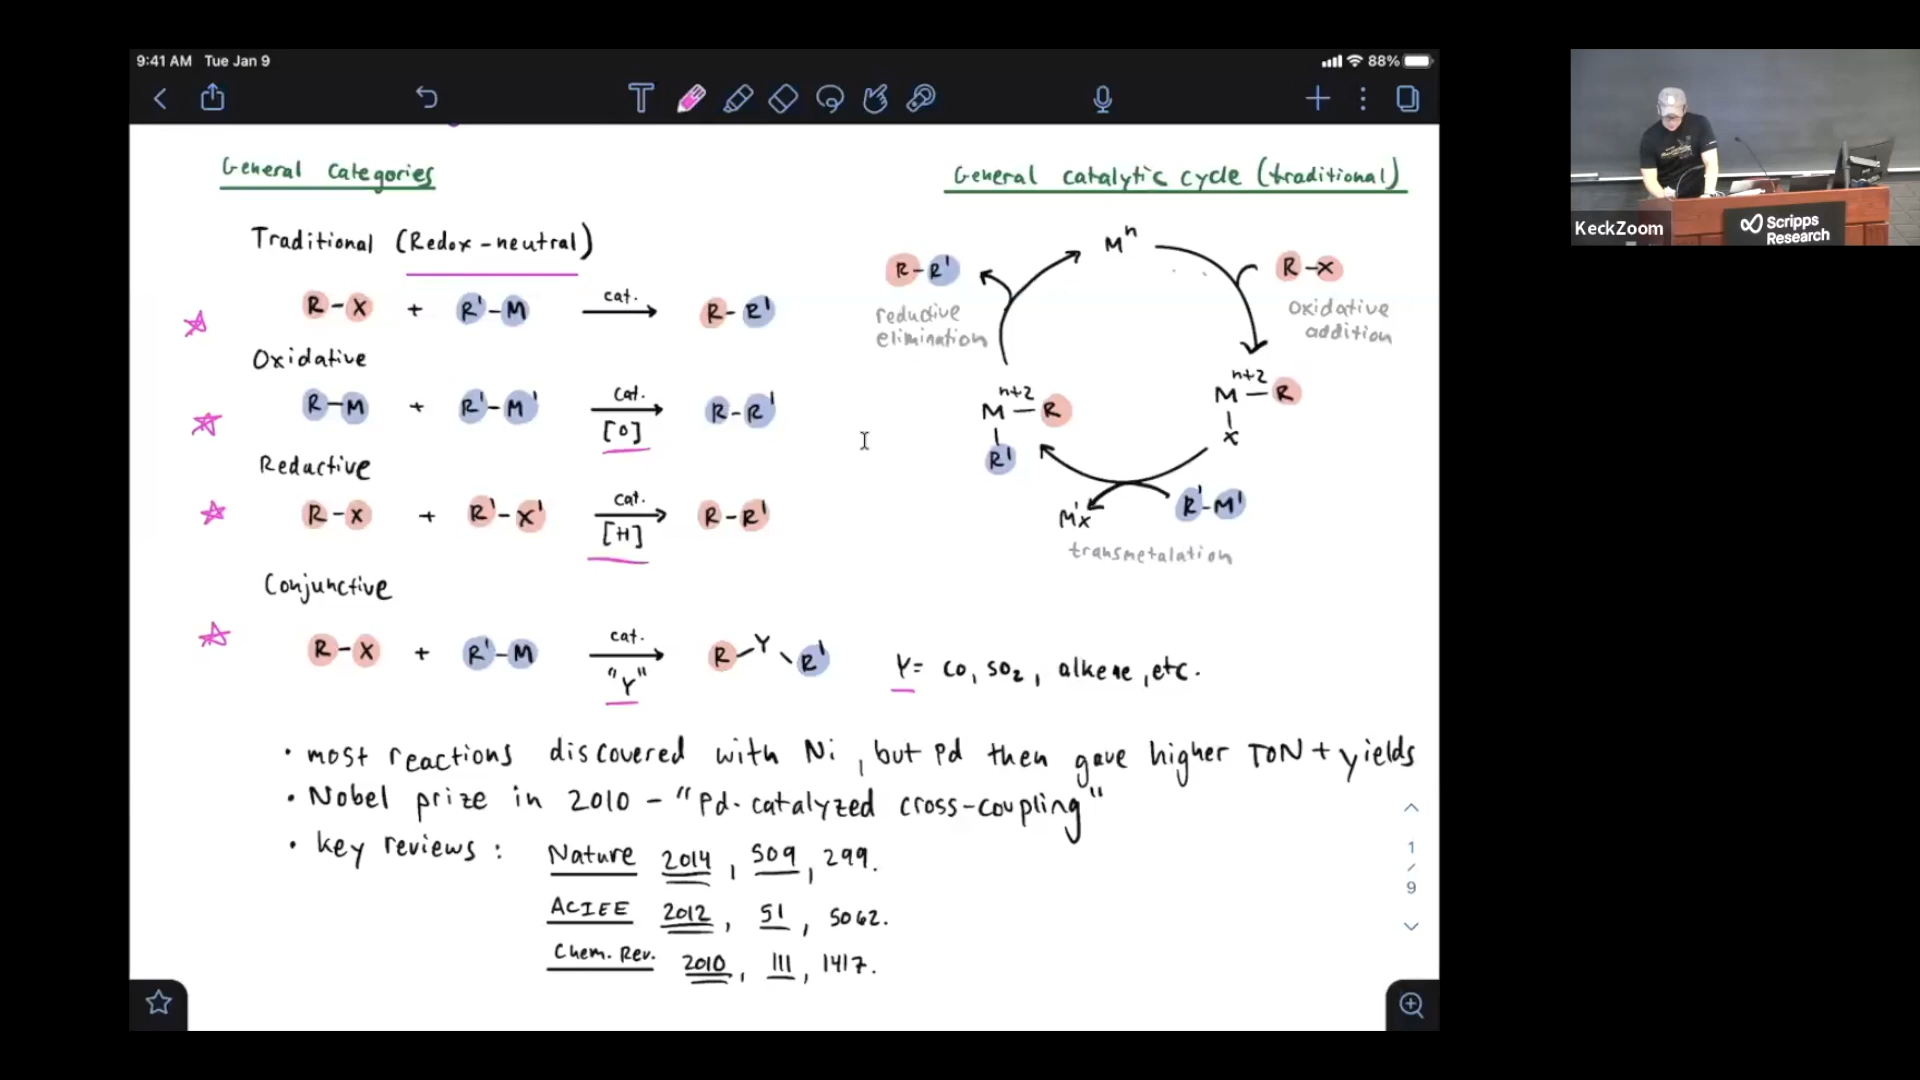 9:41 AM Tue Jan 9
88%
General Categories
Traditional (Redox-neutral)
R-X + R'-M cat. R-R'
Oxidative
R-M + R'-M' cat. [O] R-R'
Reductive
R-X + R'-X' cat. [H] R-R'
Conjunctive
R-X + R'-M cat. "Y" R-Y-R'
Y= CO, SO₂, alkene, etc.
General catalytic cycle (traditional)
Mⁿ
R-X
oxidative
addition
n+2
M-R
X
R'-M'
M'X
transmetalation
n+2
M-R
R'
R-R'
reductive
elimination
• most reactions discovered with Ni, but Pd then gave higher TON + yields
• Nobel prize in 2010 - "Pd-catalyzed cross-coupling"
• key reviews: Nature 2014, 509, 299.
ACIEE 2012, 51, 5062.
Chem. Rev. 2010, 111, 1417.
1
/
9
KeckZoom
Scripps
Research